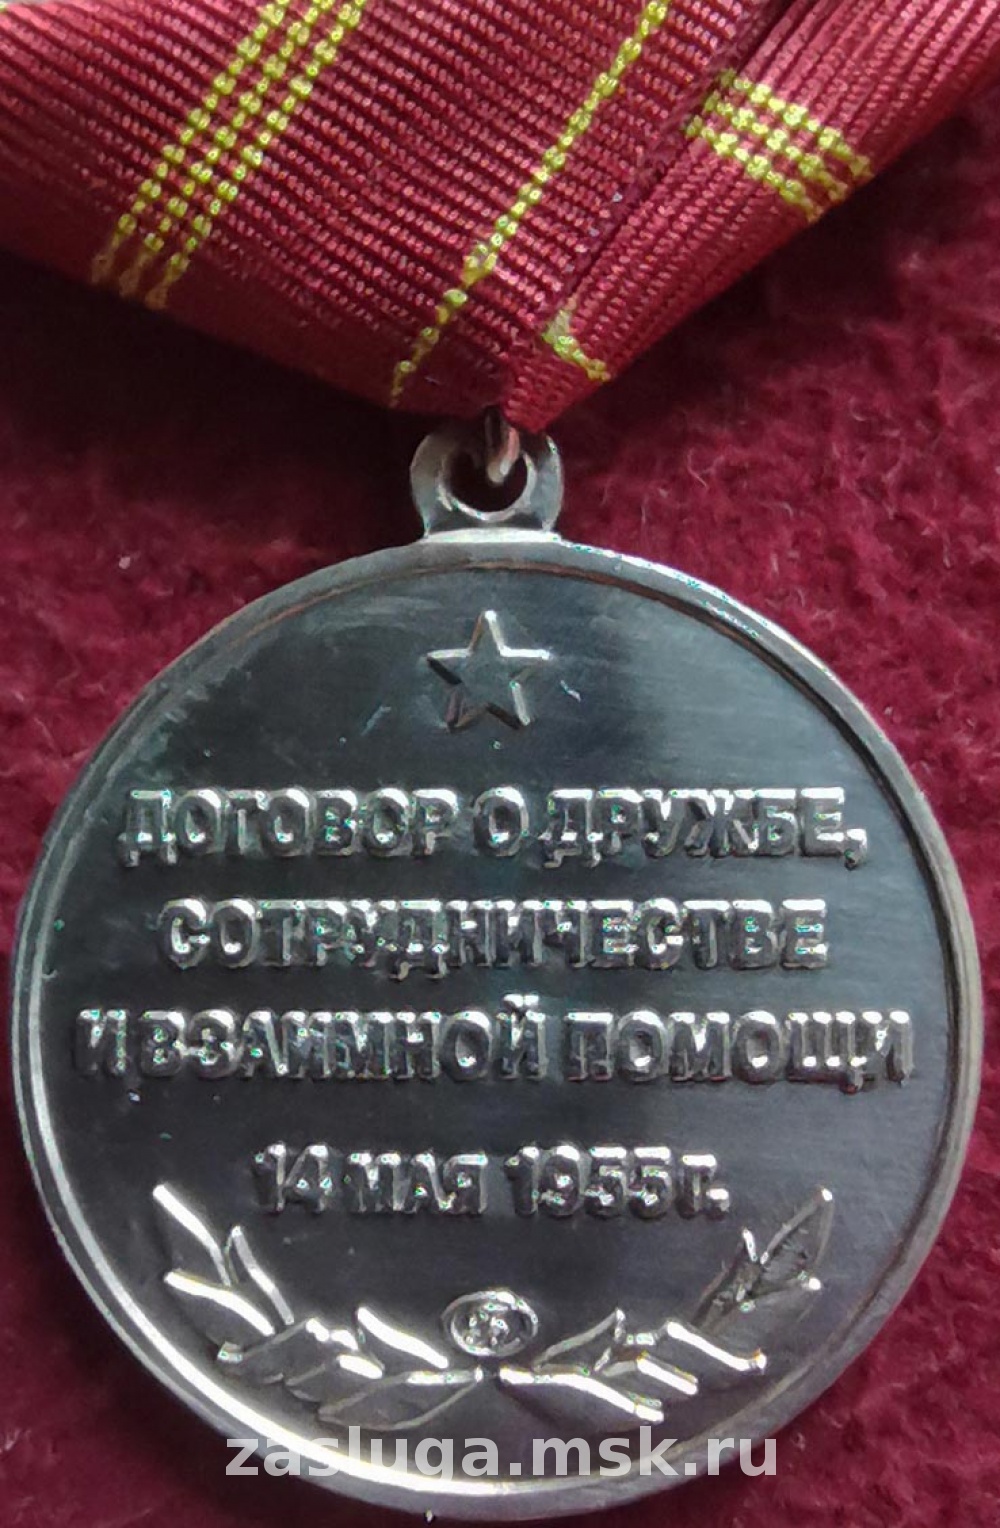 ДОГОВОР О ДРУЖБЕ,
СОТРУДНИЧЕСТВЕ
И ВЗАИМНОЙ ПОМОЩИ
14 МАЯ 1955 Г.
zasluga.msk.ru